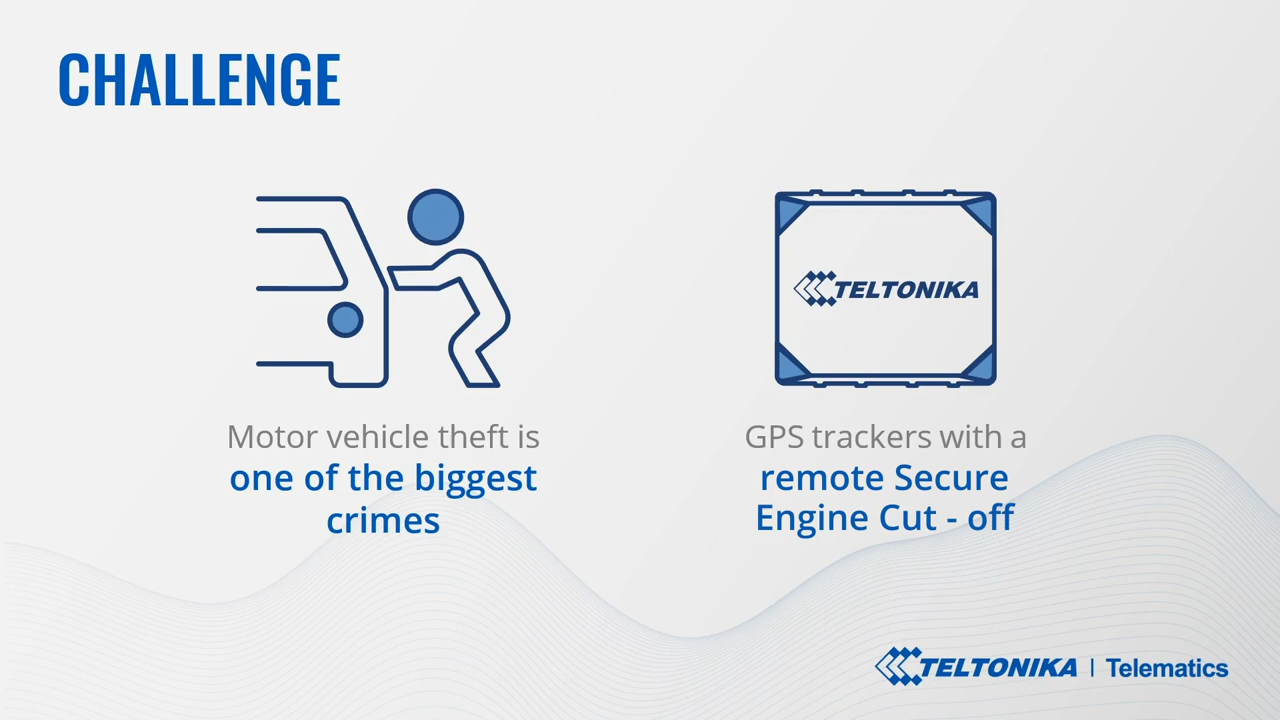 CHALLENGE
TELTONIKA
Motor vehicle theft is
one of the biggest
crimes
GPS trackers with a
remote Secure
Engine Cut - off
TELTONIKA | Telematics